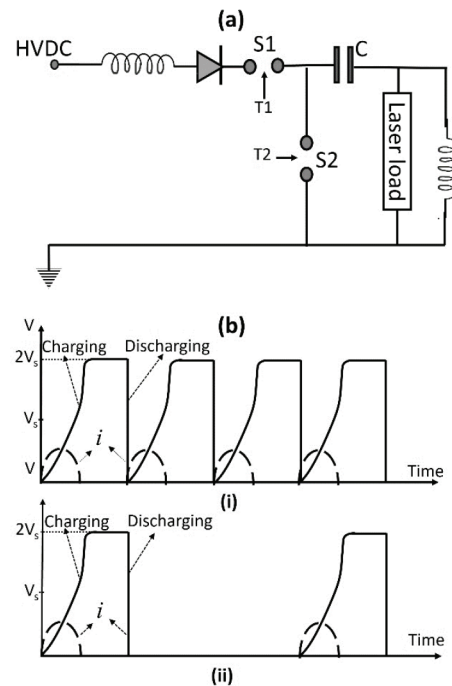 (a)
HVDC
S1
C
T1
T2
S2
Laser load
(b)
V
2Vs
Charging
Discharging
Vs
i
V
Time
(i)
2Vs
Charging
Discharging
Vs
i
Time
(ii)